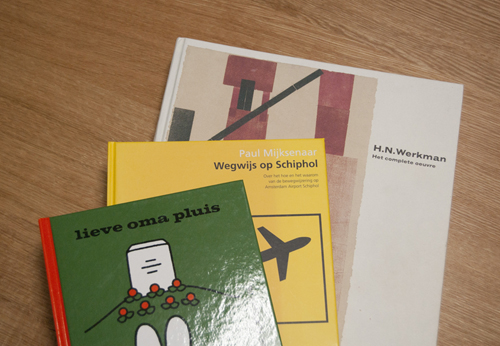 H.N.Werkman
Het complete oeuvre
Paul Mijksenaar
Wegwijs op Schiphol
Over het hoe en het waarom
van de bewegwijzering op
Amsterdam Airport Schiphol
lieve oma pluis